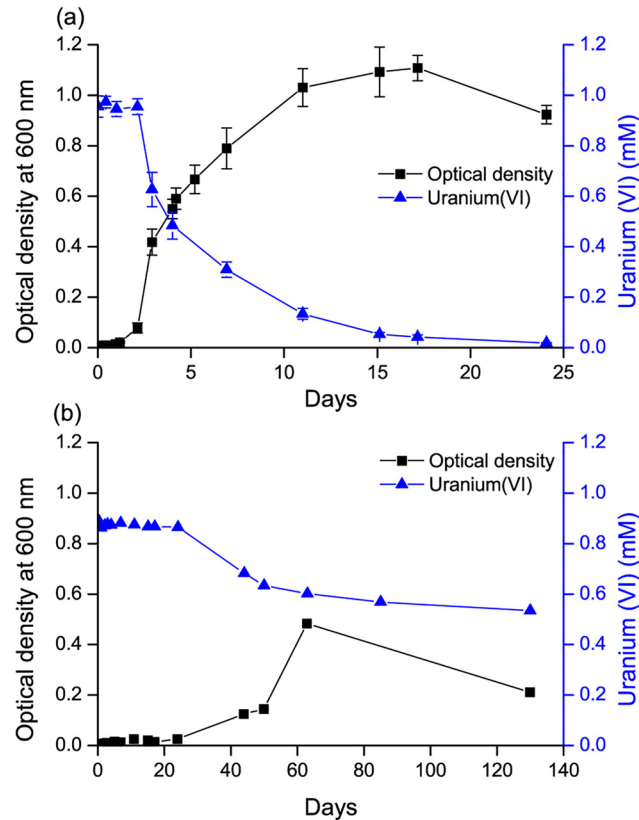 (a)
1.2 1.2
1.0 1.0
0.8 0.8
0.6 0.6
0.4 0.4
0.2 0.2
0.0 0.0
Optical density at 600 nm
Uranium (VI) (mM)
Optical density
Uranium(VI)
0 5 10 15 20 25
Days
(b)
1.2 1.2
1.0 1.0
0.8 0.8
0.6 0.6
0.4 0.4
0.2 0.2
0.0 0.0
Optical density at 600 nm
Uranium (VI) (mM)
Optical density
Uranium(VI)
0 20 40 60 80 100 120 140
Days